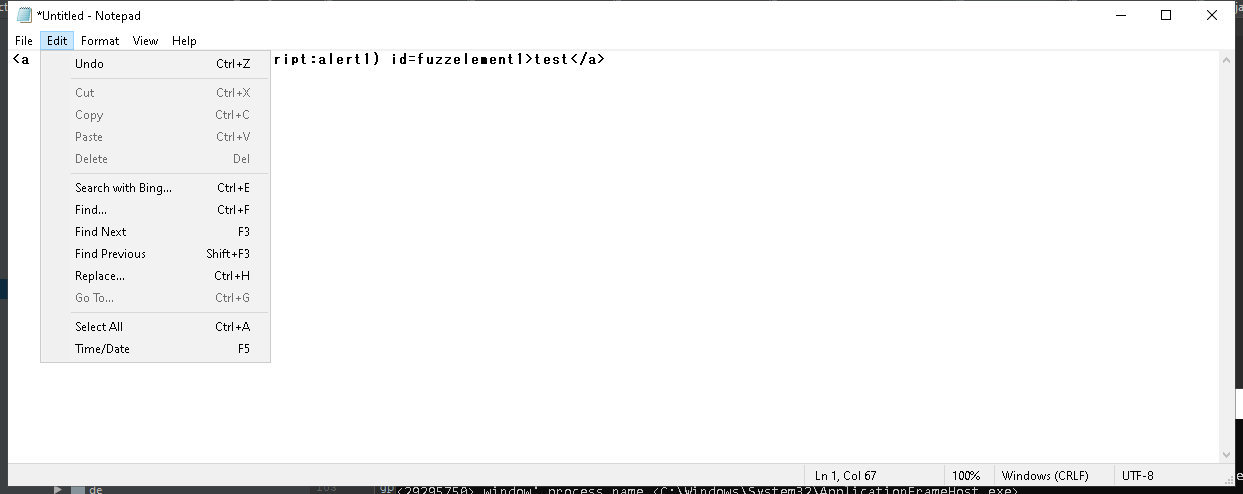 *Untitled - Notepad
File Edit Format View Help
<a ript:alert1) id=fuzzelement1>test</a>
Undo Ctrl+Z
Cut Ctrl+X
Copy Ctrl+C
Paste Ctrl+V
Delete Del
Search with Bing... Ctrl+E
Find... Ctrl+F
Find Next F3
Find Previous Shift+F3
Replace... Ctrl+H
Go To... Ctrl+G
Select All Ctrl+A
Time/Date F5
Ln 1, Col 67 100% Windows (CRLF) UTF-8
de <29295750> window' process name <C:\Windows\System32\ApplicationFrameHost.exe>